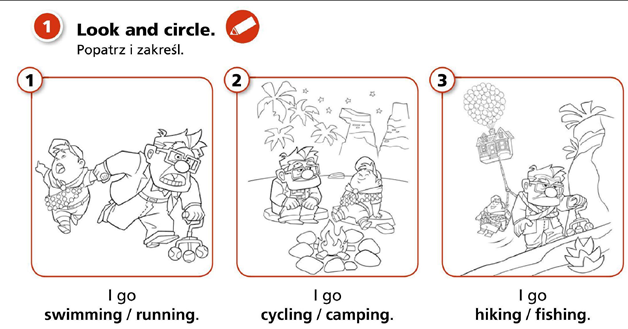 1 Look and circle.
Popatrz i zakreśl.
1
2
3
I go
swimming / running.
I go
cycling / camping.
I go
hiking / fishing.